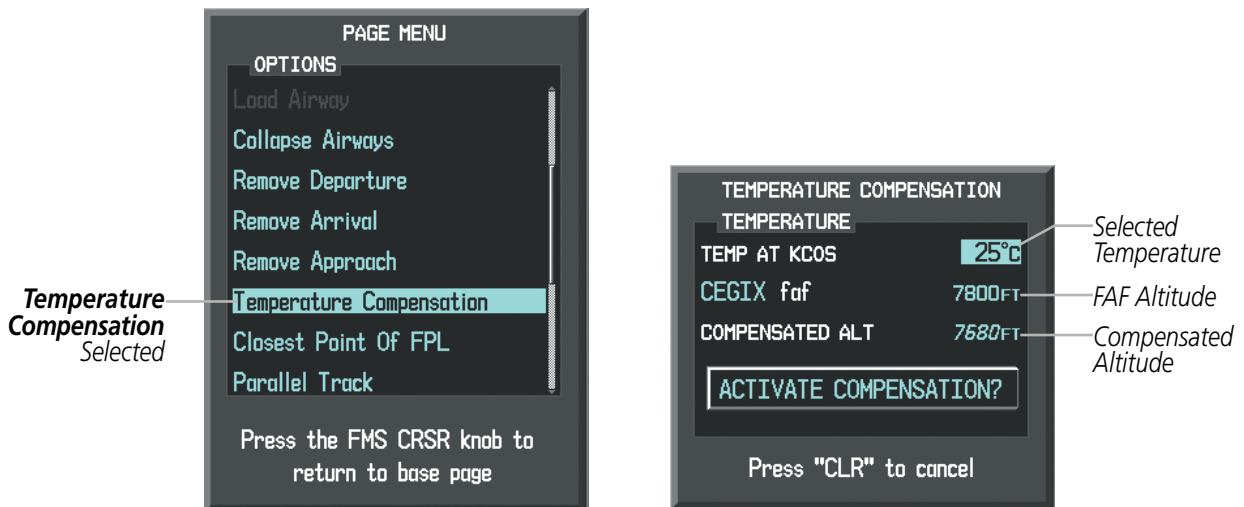 PAGE MENU
OPTIONS
Load Airway
Collapse Airways
Remove Departure
Remove Arrival
Remove Approach
Temperature Compensation
Closest Point Of FPL
Parallel Track
Press the FMS CRSR knob to
return to base page
Temperature
Compensation
Selected
TEMPERATURE COMPENSATION
TEMPERATURE
TEMP AT KCOS 25°C
CEGIX faf 7800FT
COMPENSATED ALT 7680FT
ACTIVATE COMPENSATION?
Press "CLR" to cancel
Selected
Temperature
FAF Altitude
Compensated
Altitude